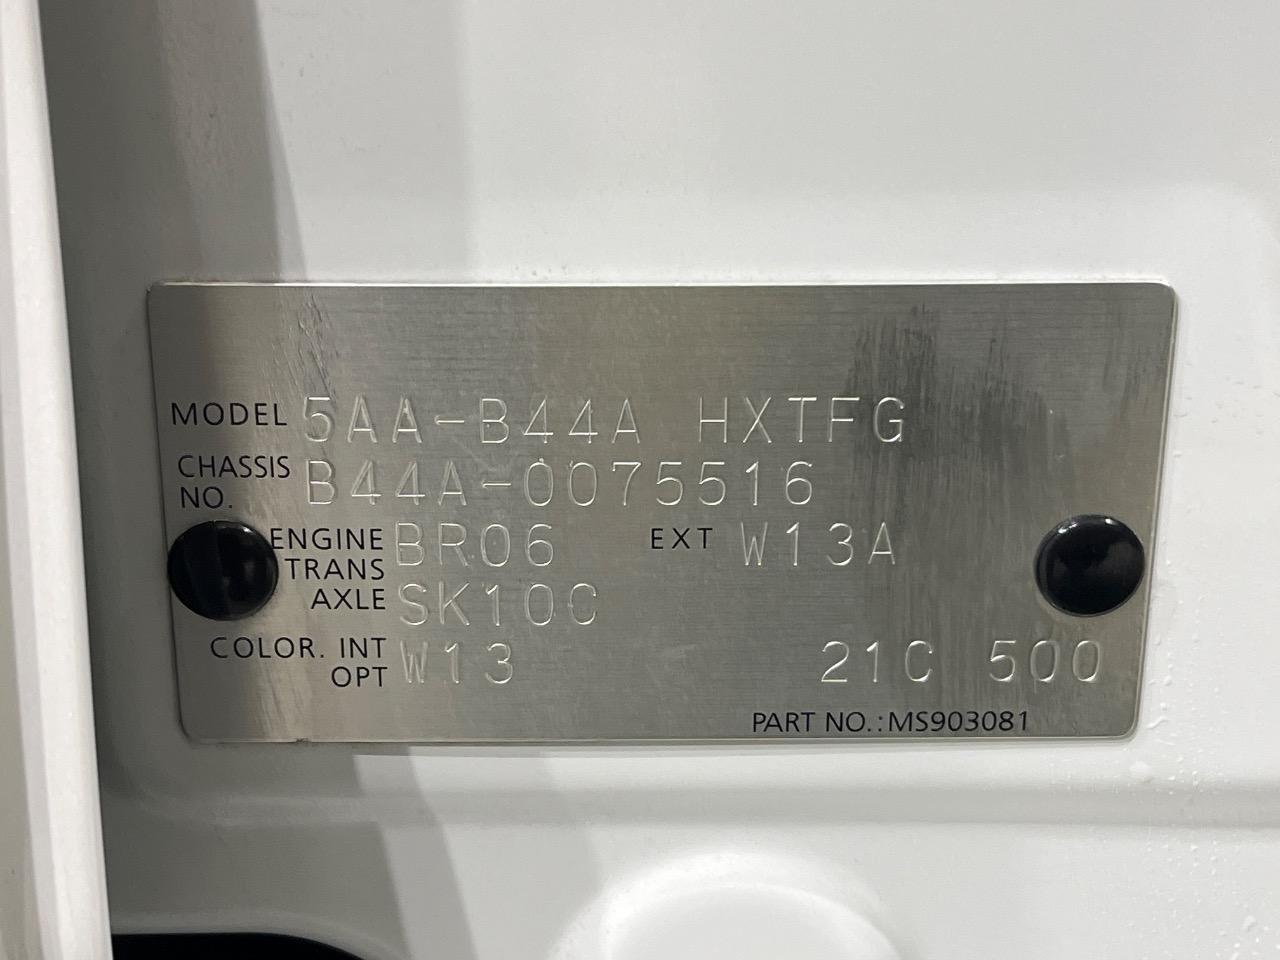 MODEL 5AA-B44A HXTFG
CHASSIS NO. B44A-0075516
ENGINE BR06 EXT W13A
TRANS AXLE SK10C
COLOR. INT OPT W13 21C 500
PART NO.:MS903081